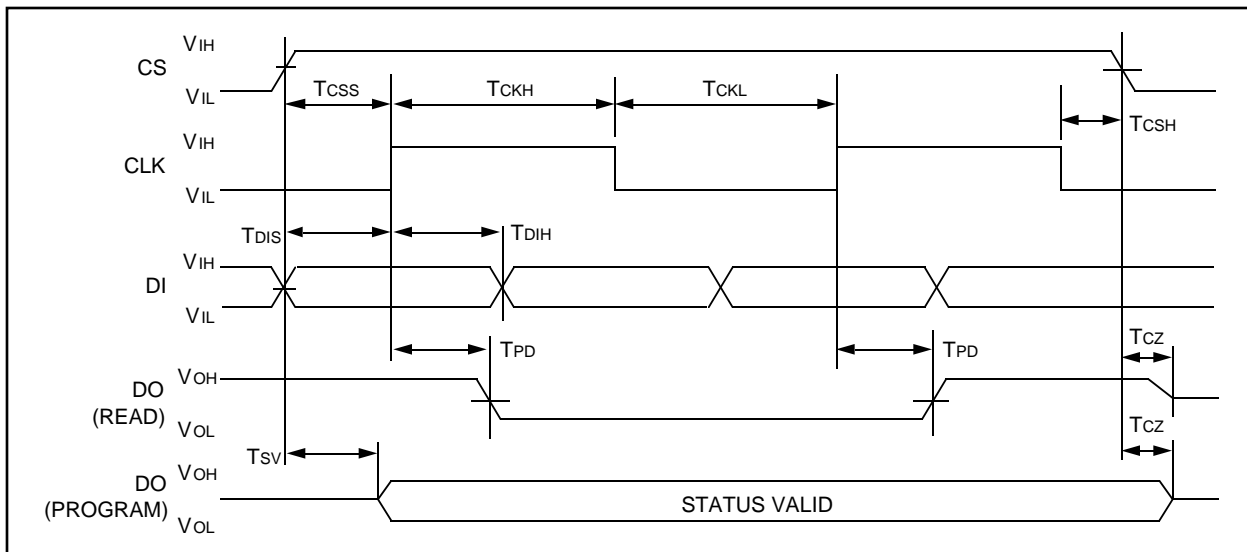 VIH
CS
VIL
TCSS
TCKH
TCKL
TCSH
VIH
CLK
VIL
TDIS
TDIH
VIH
DI
VIL
TPD
TPD
TCZ
VOH
DO
(READ)
VOL
TCZ
TSV
VOH
DO
(PROGRAM)
STATUS VALID
VOL